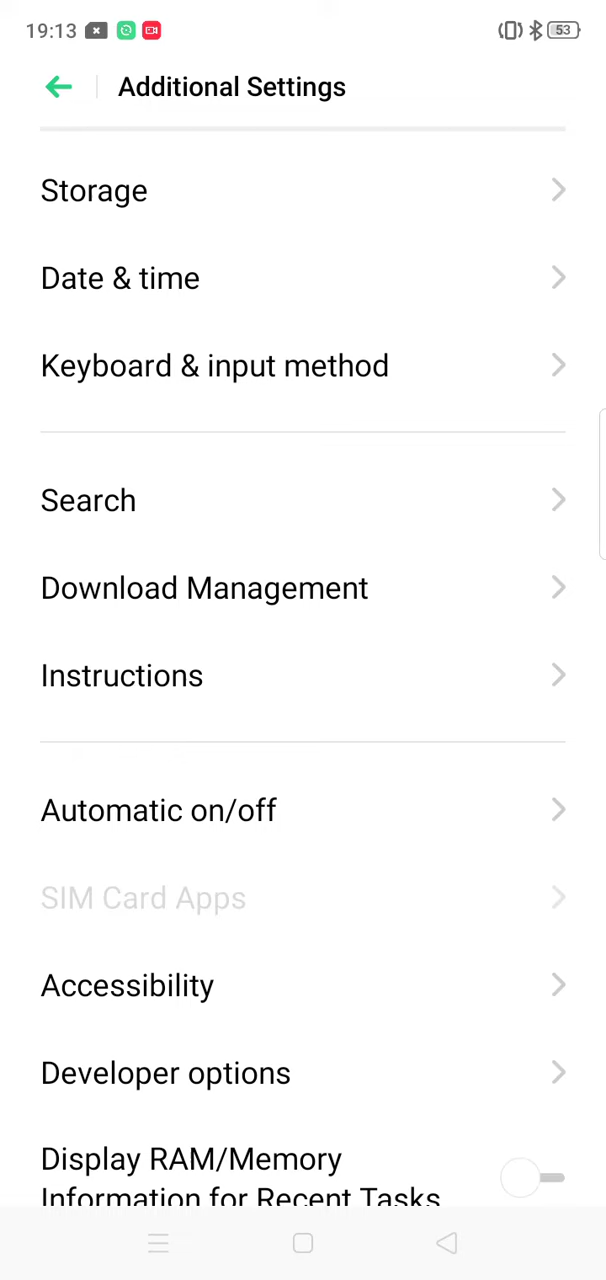 19:13
53
Additional Settings
Storage
Date & time
Keyboard & input method
Search
Download Management
Instructions
Automatic on/off
SIM Card Apps
Accessibility
Developer options
Display RAM/Memory
Information for Recent Tasks